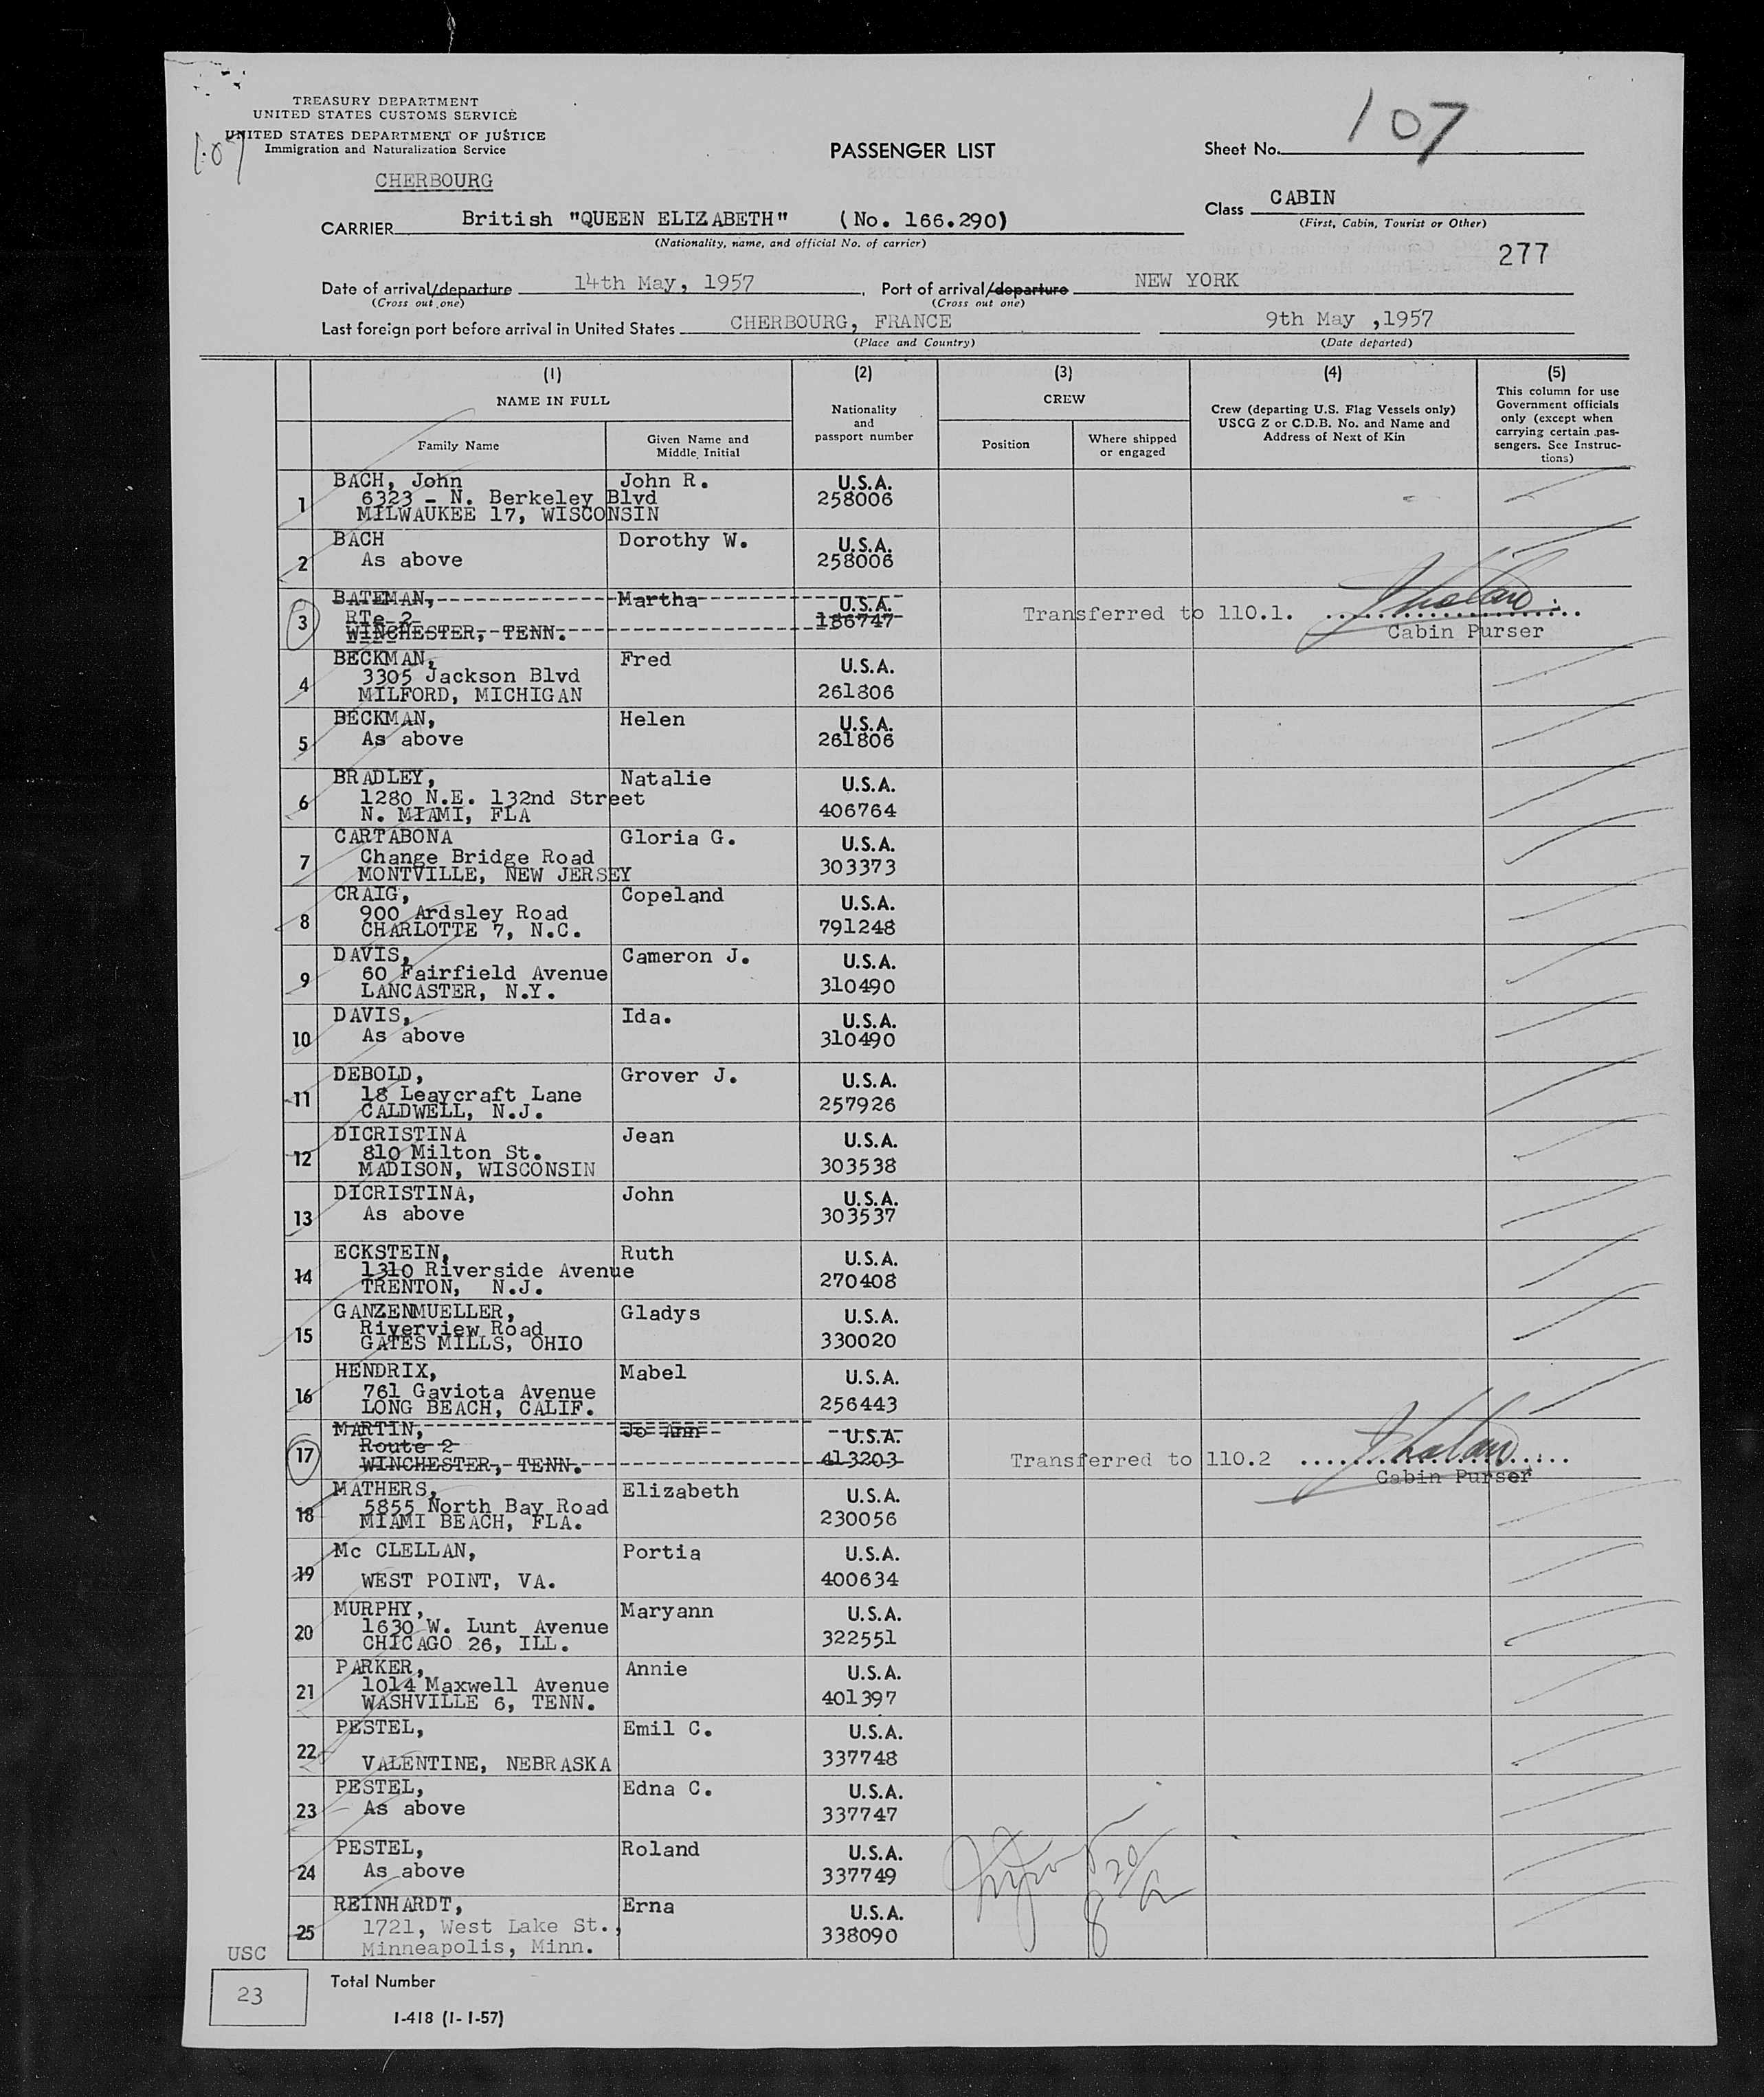 TREASURY DEPARTMENT
UNITED STATES CUSTOMS SERVICE
UNITED STATES DEPARTMENT OF JUSTICE
Immigration and Naturalization Service
107
PASSENGER LIST
Sheet No. 107
CHERBOURG
Class CABIN
(First, Cabin, Tourist or Other)
CARRIER British "QUEEN ELIZABETH" (No. 166.290)
(Nationality, name, and official No. of carrier)
277
Date of arrival/departure 14th May, 1957. Port of arrival/departure NEW YORK
(Cross out one) (Cross out one)
Last foreign port before arrival in United States CHERBOURG, FRANCE 9th May ,1957
(Place and Country) (Date departed)
(1) (2) (3) (4) (5)
NAME IN FULL
Family Name
Given Name and Middle Initial
Nationality and passport number
CREW
Position
Where shipped or engaged
Crew (departing U.S. Flag Vessels only) USCG Z or C.D.B. No. and Name and Address of Next of Kin
This column for use Government officials only (except when carrying certain passengers. See Instructions)
1 BACH, John John R. U.S.A.
6323 - N. Berkeley Blvd 258006
MILWAUKEE 17, WISCONSIN
2 BACH Dorothy W. U.S.A.
As above 258006
3 BATEMAN, Martha U.S.A.
RTe 2 136747 Transferred to 110.1.
WINCHESTER, TENN. Cabin Purser
4 BECKMAN, Fred U.S.A.
3305 Jackson Blvd
MILFORD, MICHIGAN 261806
5 BECKMAN, Helen U.S.A.
As above 261806
6 BRADLEY, Natalie U.S.A.
1280 N.E. 132nd Street
N. MIAMI, FLA 406764
7 CARTABONA Gloria G. U.S.A.
Change Bridge Road
MONTVILLE, NEW JERSEY 303373
8 CRAIG, Copeland U.S.A.
900 Ardsley Road
CHARLOTTE 7, N.C. 791248
9 DAVIS, Cameron J. U.S.A.
60 Fairfield Avenue
LANCASTER, N.Y. 310490
10 DAVIS, Ida. U.S.A.
As above 310490
11 DEBOLD, Grover J. U.S.A.
18 Leaycraft Lane
CALDWELL, N.J. 257926
12 DICRISTINA Jean U.S.A.
810 Milton St.
MADISON, WISCONSIN 303538
13 DICRISTINA, John U.S.A.
As above 303537
14 ECKSTEIN, Ruth U.S.A.
1310 Riverside Avenue
TRENTON, N.J. 270408
15 GANZENMUELLER, Gladys U.S.A.
Riverview Road
GATES MILLS, OHIO 330020
16 HENDRIX, Mabel U.S.A.
761 Gaviota Avenue
LONG BEACH, CALIF. 256443
17 MARTIN, Jo Ann U.S.A.
Route 2
WINCHESTER, TENN. 413203 Transferred to 110.2
Cabin Purser
18 MATHERS, Elizabeth U.S.A.
5855 North Bay Road
MIAMI BEACH, FLA. 230056
19 Mc CLELLAN, Portia U.S.A.
WEST POINT, VA. 400634
20 MURPHY, Maryann U.S.A.
1630 W. Lunt Avenue
CHICAGO 26, ILL. 322551
21 PARKER, Annie U.S.A.
1014 Maxwell Avenue
WASHVILLE 6, TENN. 401397
22 PESTEL, Emil C. U.S.A.
VALENTINE, NEBRASKA 337748
23 PESTEL, Edna C. U.S.A.
As above 337747
24 PESTEL, Roland U.S.A.
As above 337749
25 REINHARDT, Erna U.S.A.
1721, West Lake St.,
Minneapolis, Minn. 338090
USC
23
Total Number
I-418 (1-1-57)